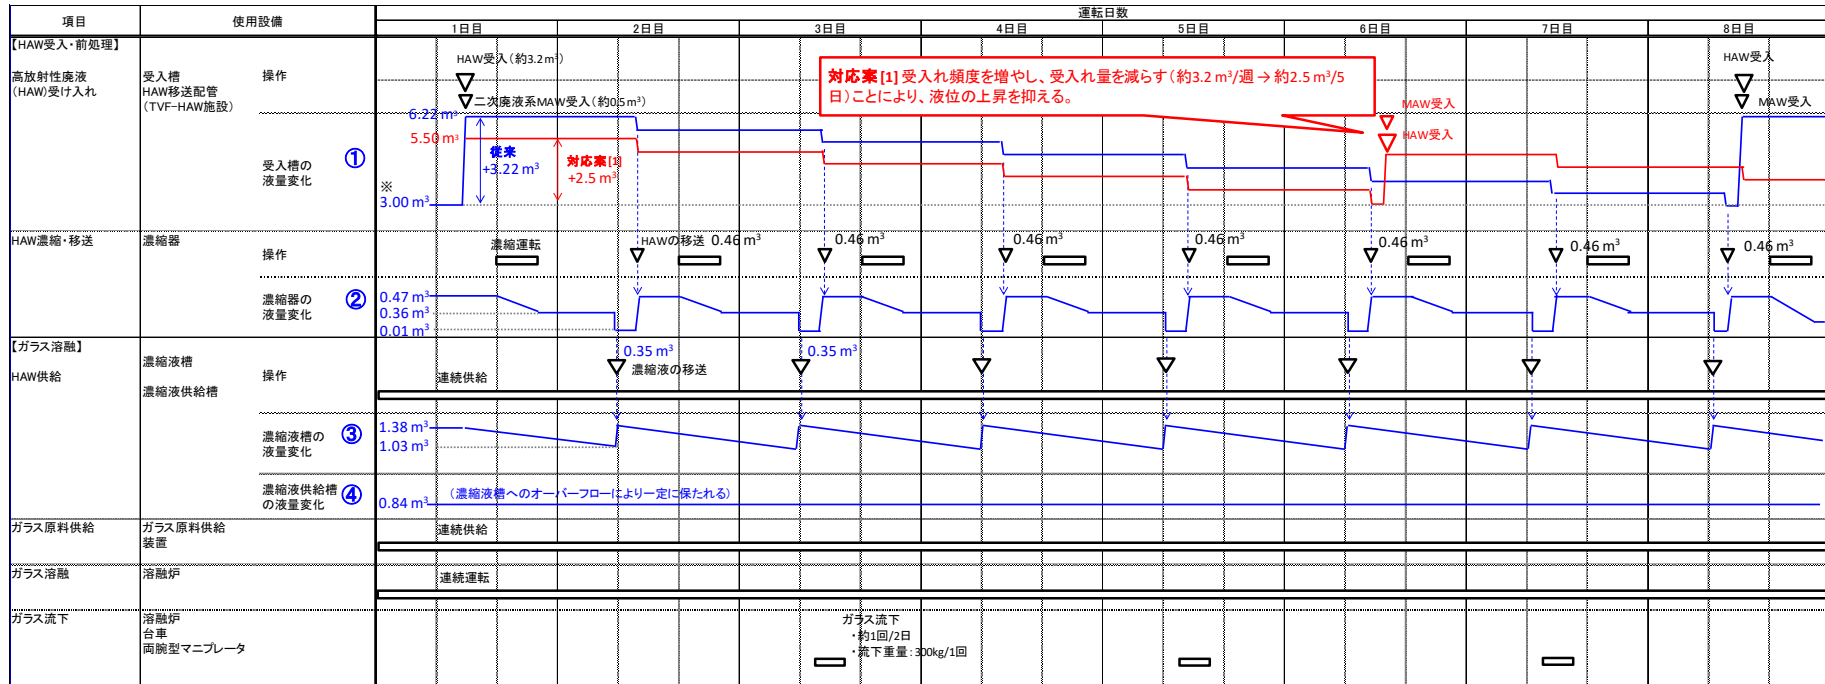 項目
使用設備
運転日数
1日目
2日目
3日目
4日目
5日目
6日目
7日目
8日目
【HAW受入・前処理】
高放射性廃液
(HAW)受け入れ
受入槽
HAW移送配管
(TVF-HAW施設)
操作
HAW受入(約3.2m³)
二次廃液系MAW受入(約0.5m³)
対応案[1] 受入れ頻度を増やし、受入れ量を減らす(約3.2 m³/週 → 約2.5 m³/5
日)ことにより、液位の上昇を抑える。
MAW受入
HAW受入
HAW受入
MAW受入
受入槽の
液量変化
①
6.22 m³
5.50 m³
※
3.00 m³
従来
+3.22 m³
対応案[1]
+2.5 m³
HAW濃縮・移送
濃縮器
操作
濃縮運転
HAWの移送 0.46 m³
0.46 m³
0.46 m³
0.46 m³
0.46 m³
0.46 m³
0.46 m³
濃縮器の
液量変化
②
0.47 m³
0.36 m³
0.01 m³
【ガラス溶融】
HAW供給
濃縮液槽
濃縮液供給槽
操作
連続供給
0.35 m³
濃縮液の移送
0.35 m³
濃縮液槽の
液量変化
③
1.38 m³
1.03 m³
濃縮液供給槽
の液量変化
④
0.84 m³
(濃縮液槽へのオーバーフローにより一定に保たれる)
ガラス原料供給
ガラス原料供給
装置
連続供給
ガラス溶融
溶融炉
連続運転
ガラス流下
溶融炉
台車
両腕型マニプレータ
ガラス流下
・約1回/2日
・流下重量:300kg/1回